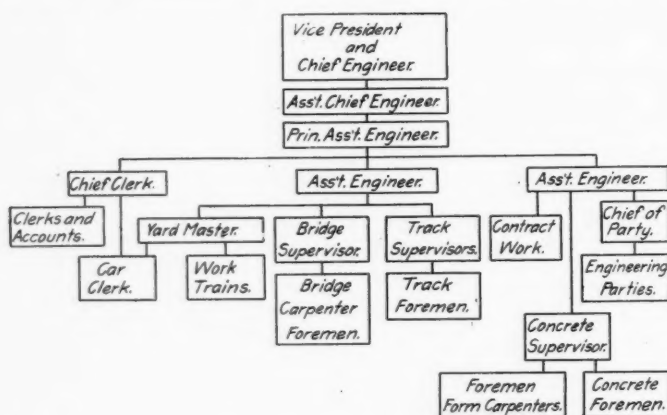 Vice President
and
Chief Engineer.
Ass't. Chief Engineer.
Prin. Ass't. Engineer.
Chief Clerk.
Ass't. Engineer.
Ass't. Engineer.
Clerks and
Accounts.
Yard Master.
Bridge
Supervisor.
Track
Supervisors.
Contract
Work.
Chief of
Party.
Car
Clerk.
Work
Trains.
Bridge
Carpenter
Foremen.
Track
Foremen.
Engineering
Parties.
Concrete
Supervisor.
Foremen
Form Carpenters.
Concrete
Foremen.